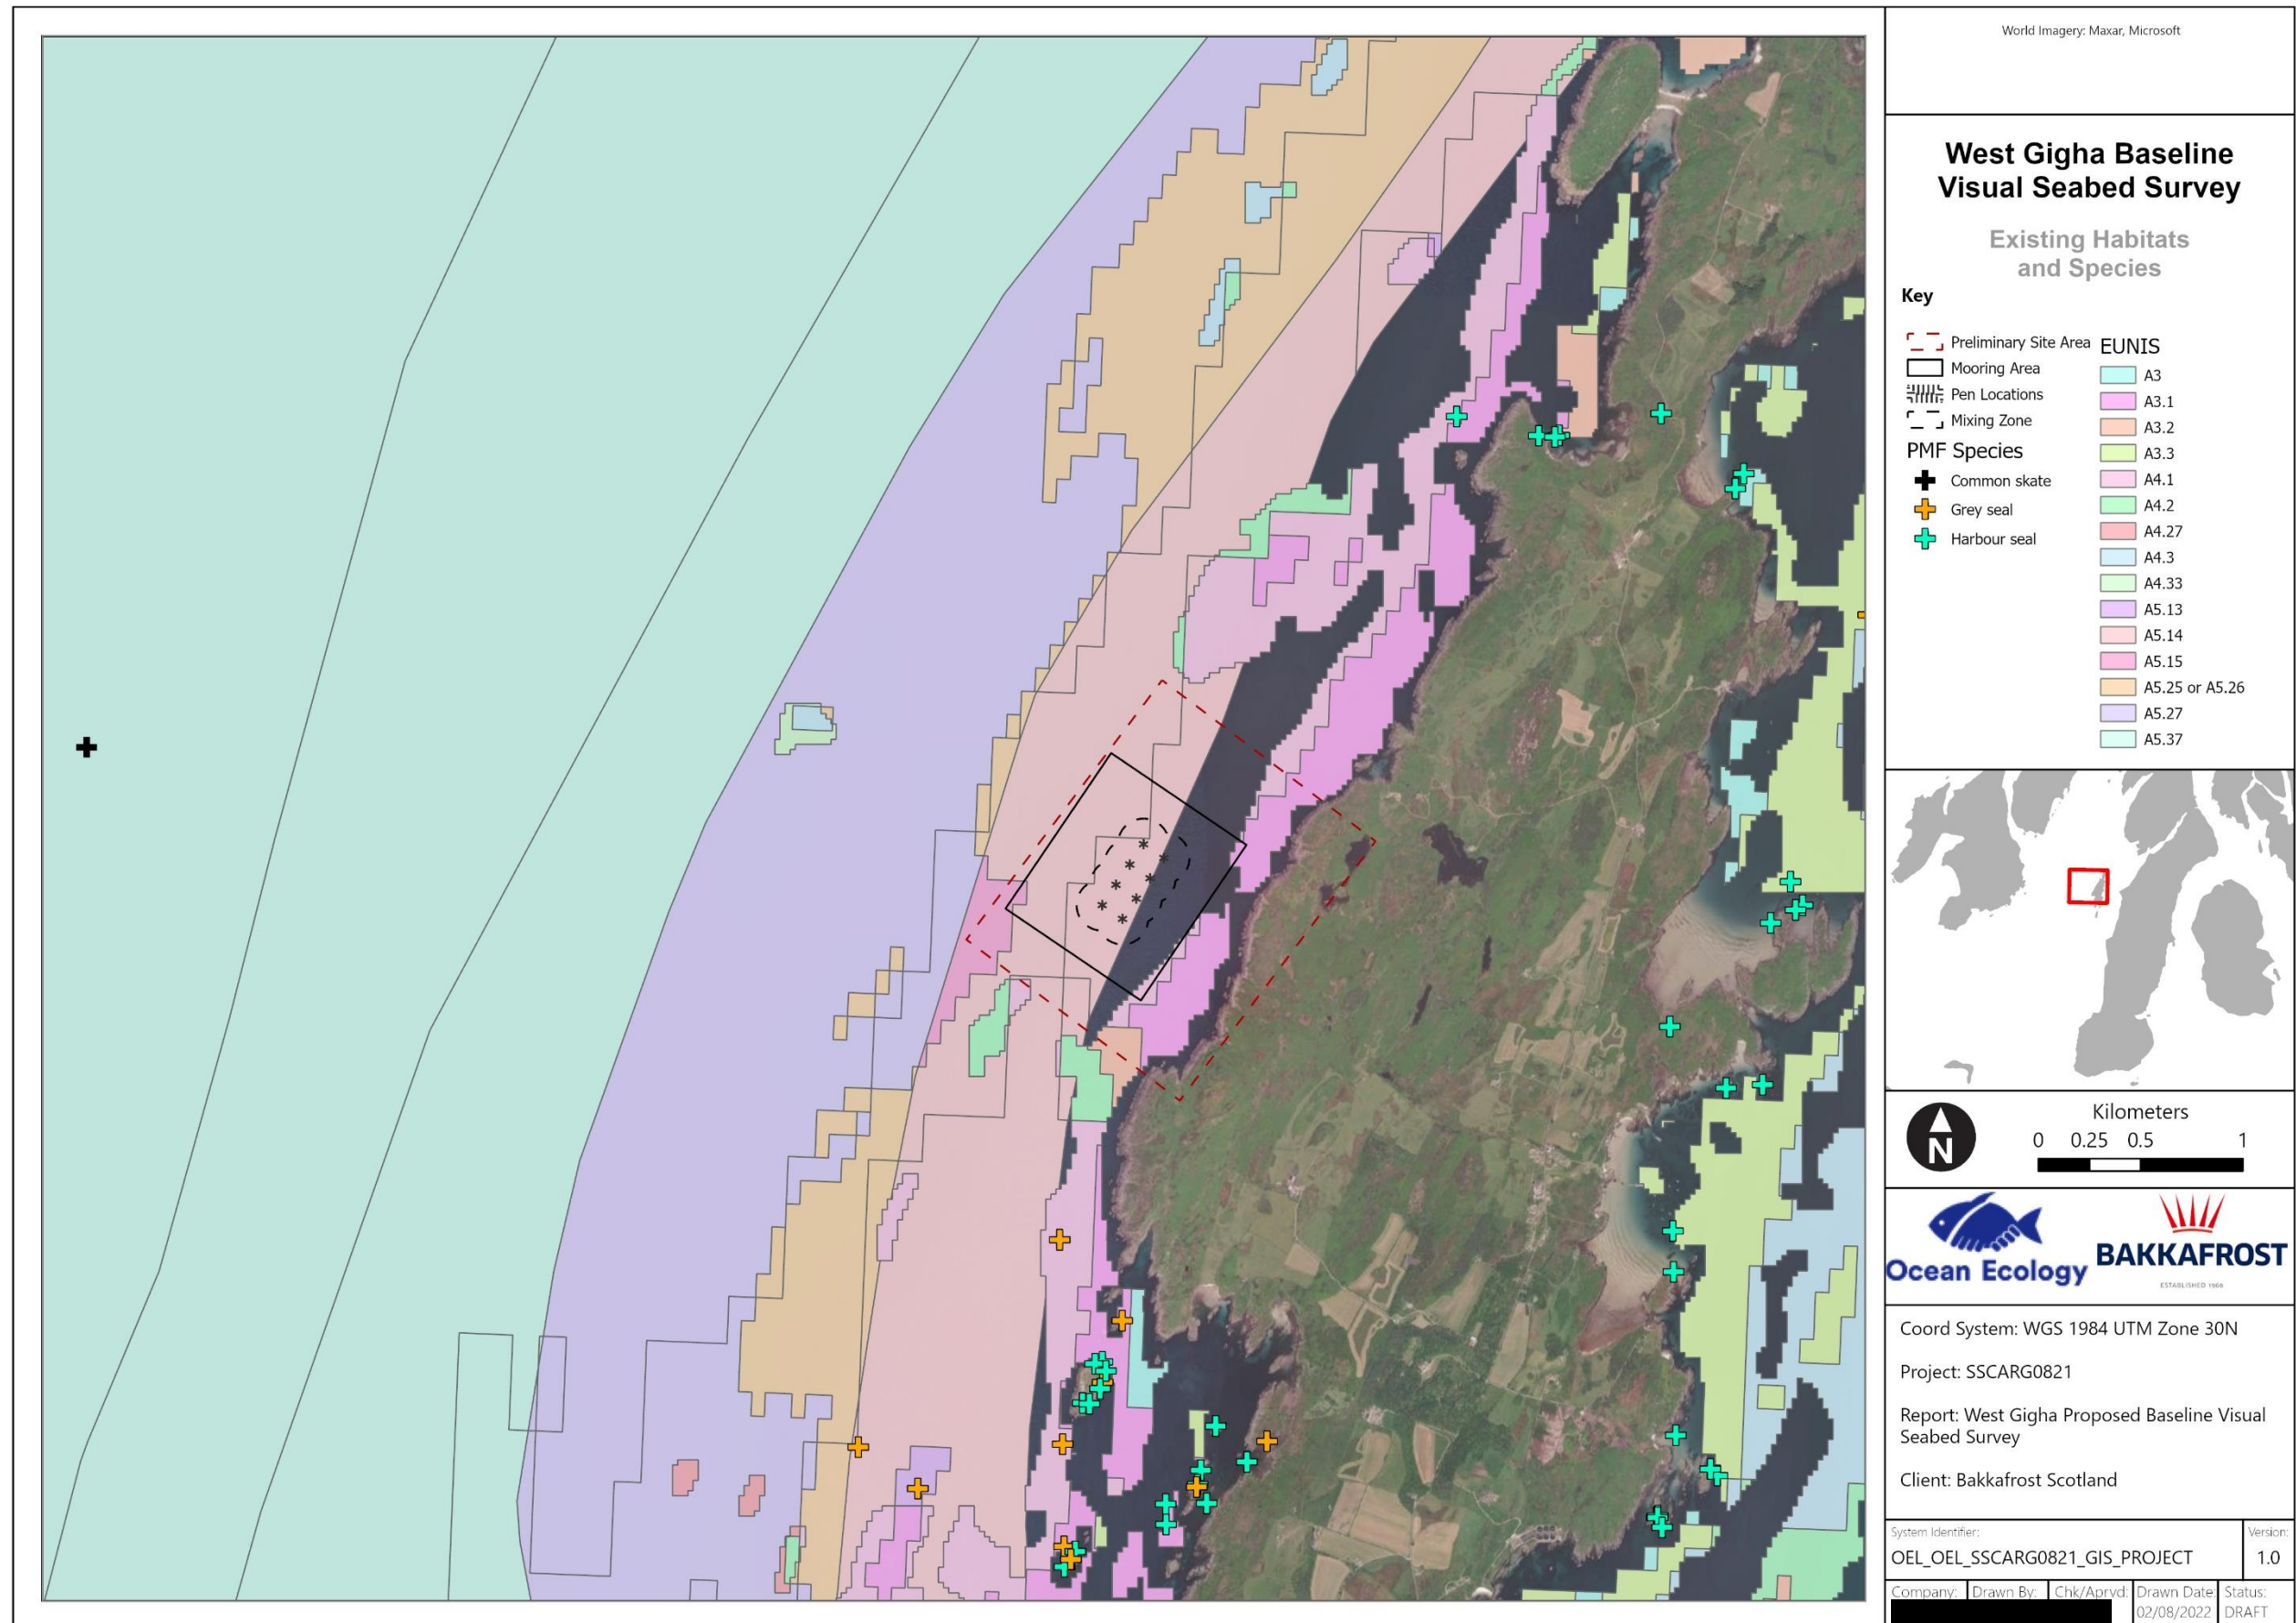 World Imagery: Maxar, Microsoft
West Gigha Baseline
Visual Seabed Survey
Existing Habitats
and Species
Key
Preliminary Site Area
Mooring Area
Pen Locations
Mixing Zone
PMF Species
Common skate
Grey seal
Harbour seal
EUNIS
A3
A3.1
A3.2
A3.3
A4.1
A4.2
A4.27
A4.3
A4.33
A5.13
A5.14
A5.15
A5.25 or A5.26
A5.27
A5.37
N
Kilometers
0 0.25 0.5 1
Ocean Ecology
BAKKAFROST
ESTABLISHED 1968
Coord System: WGS 1984 UTM Zone 30N
Project: SSCARG0821
Report: West Gigha Proposed Baseline Visual
Seabed Survey
Client: Bakkafrost Scotland
System Identifier: Version:
OEL_OEL_SSCARG0821_GIS_PROJECT 1.0
Company: Drawn By: Chk/Aprvd: Drawn Date: Status:
02/08/2022 DRAFT